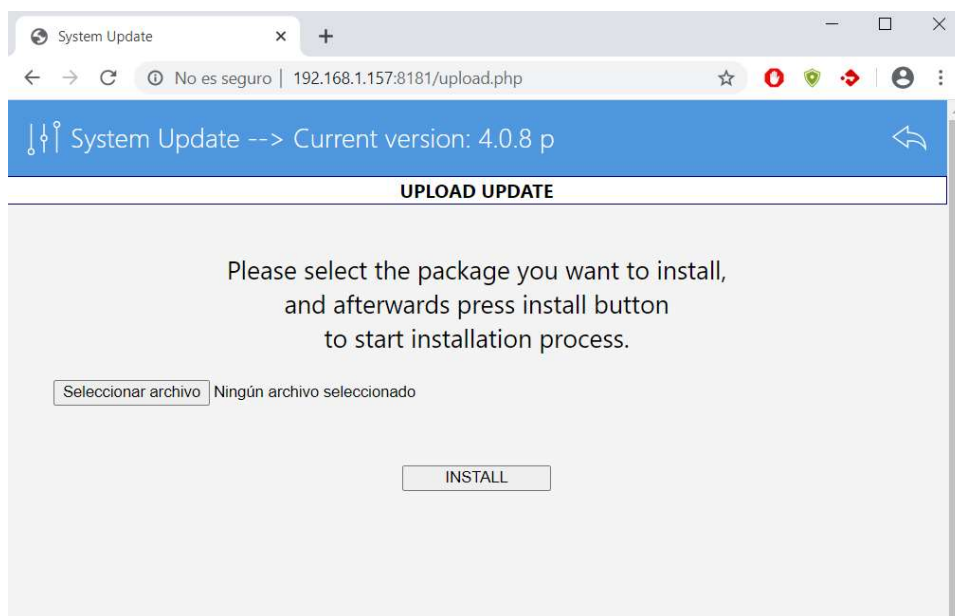 System Update
No es seguro | 192.168.1.157:8181/upload.php
System Update --> Current version: 4.0.8 p
UPLOAD UPDATE
Please select the package you want to install,
and afterwards press install button
to start installation process.
Seleccionar archivo Ningún archivo seleccionado
INSTALL